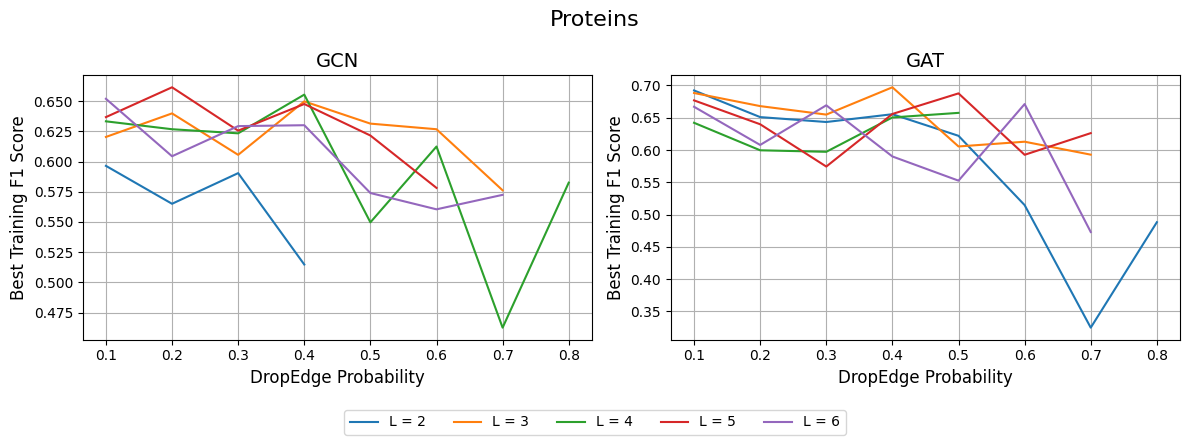 Proteins
GCN
Best Training F1 Score
0.650
0.625
0.600
0.575
0.550
0.525
0.500
0.475
0.1 0.2 0.3 0.4 0.5 0.6 0.7 0.8
DropEdge Probability
GAT
Best Training F1 Score
0.70
0.65
0.60
0.55
0.50
0.45
0.40
0.35
0.1 0.2 0.3 0.4 0.5 0.6 0.7 0.8
DropEdge Probability
L = 2 L = 3 L = 4 L = 5 L = 6